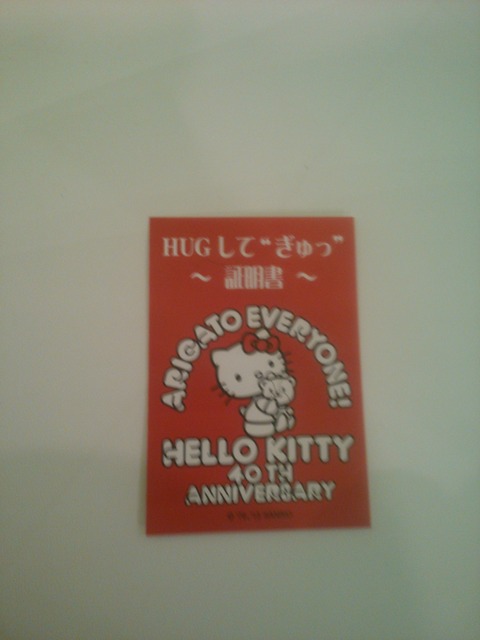 HUGして“ぎゅっ”
～ 証明書 ～
ARIGATO EVERYONE!
HELLO KITTY
40TH
ANNIVERSARY